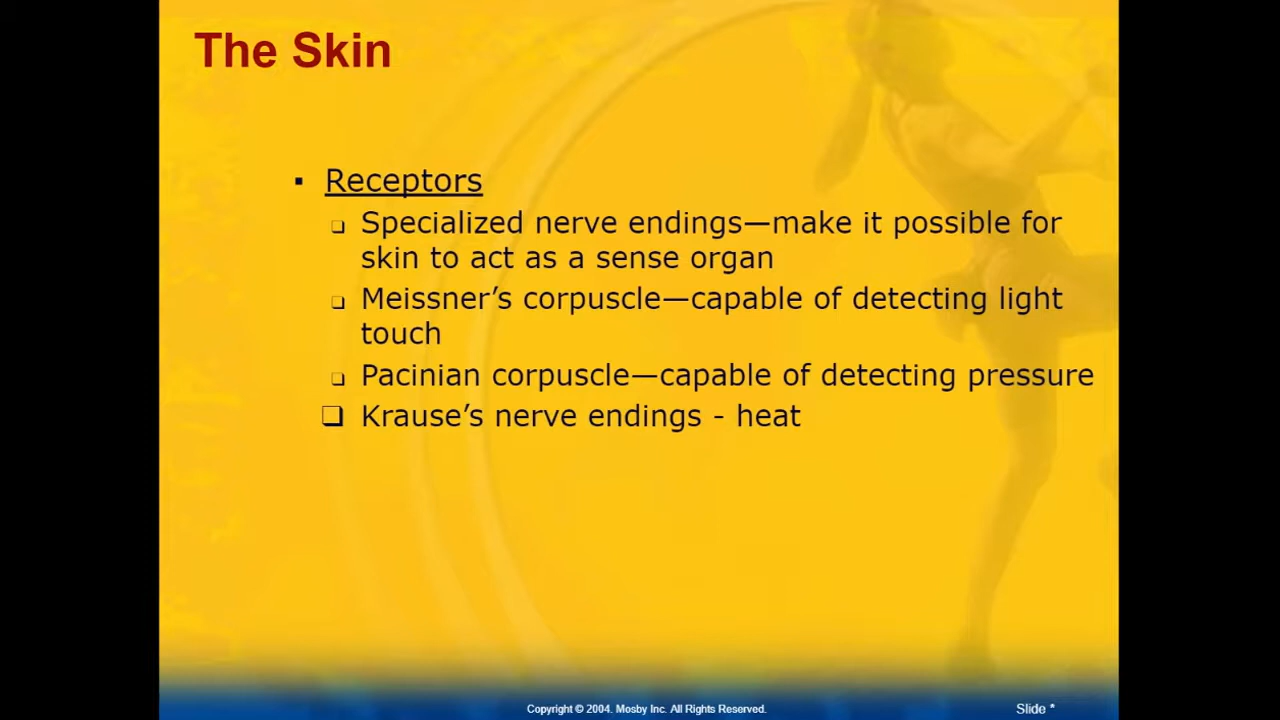 The Skin
▪ Receptors
❑ Specialized nerve endings—make it possible for
skin to act as a sense organ
❑ Meissner’s corpuscle—capable of detecting light
touch
❑ Pacinian corpuscle—capable of detecting pressure
❑ Krause’s nerve endings - heat
Copyright © 2004. Mosby Inc. All Rights Reserved.
Slide *